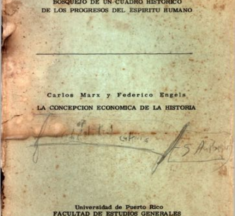 BOSQUEJO DE UN CUADRO HISTORICO
DE LOS PROGRESOS DEL ESPIRITU HUMANO
Carlos Marx y Federico Engels
LA CONCEPCION ECONOMICA DE LA HISTORIA
Universidad de Puerto Rico
FACULTAD DE ESTUDIOS GENERALES